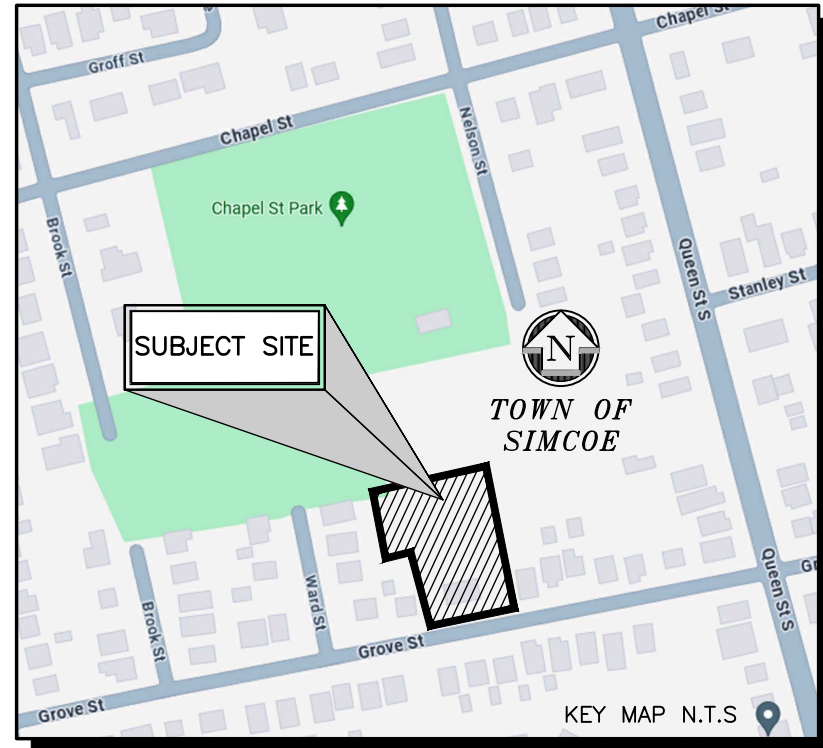 Chapel St
Groff St
Chapel St
Nelson St
Chapel St Park
Brook St
Queen St S
Stanley St
SUBJECT SITE
N
TOWN OF
SIMCOE
Queen St S
Gr
Ward St
Brook St
Grove St
Grove St
KEY MAP N.T.S